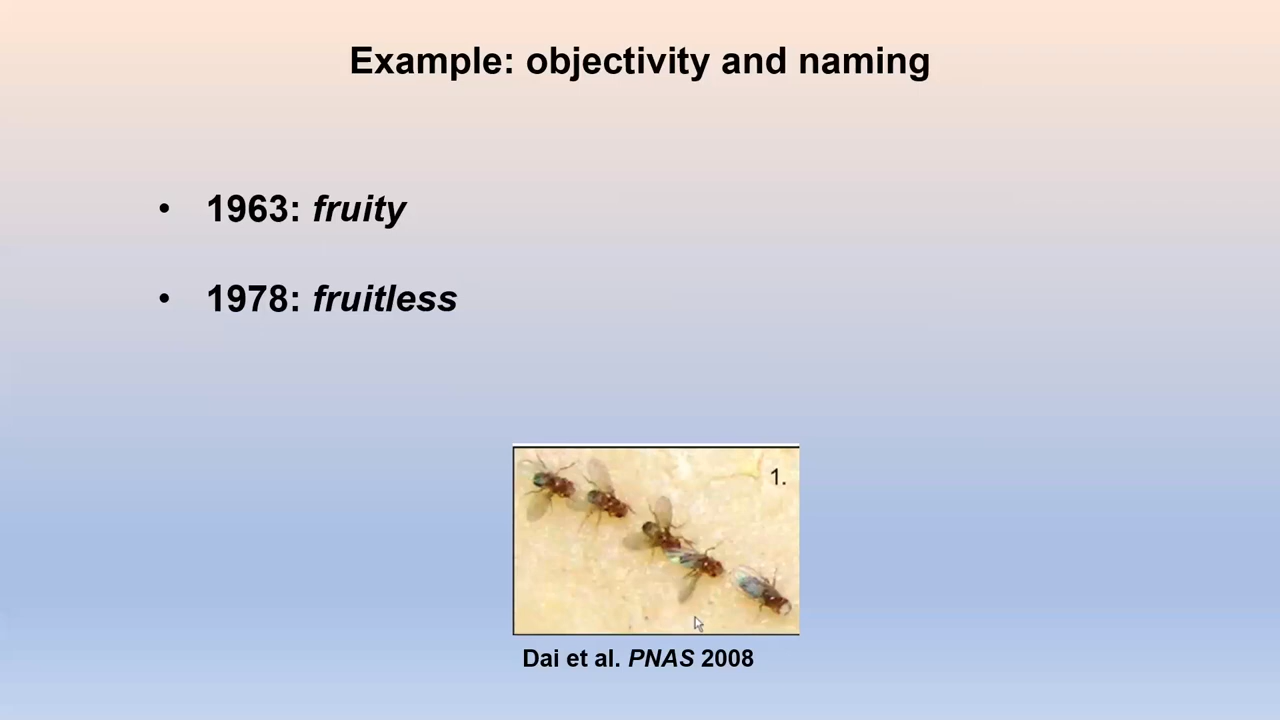 Example: objectivity and naming
• 1963: fruity
• 1978: fruitless
1.
Dai et al. PNAS 2008